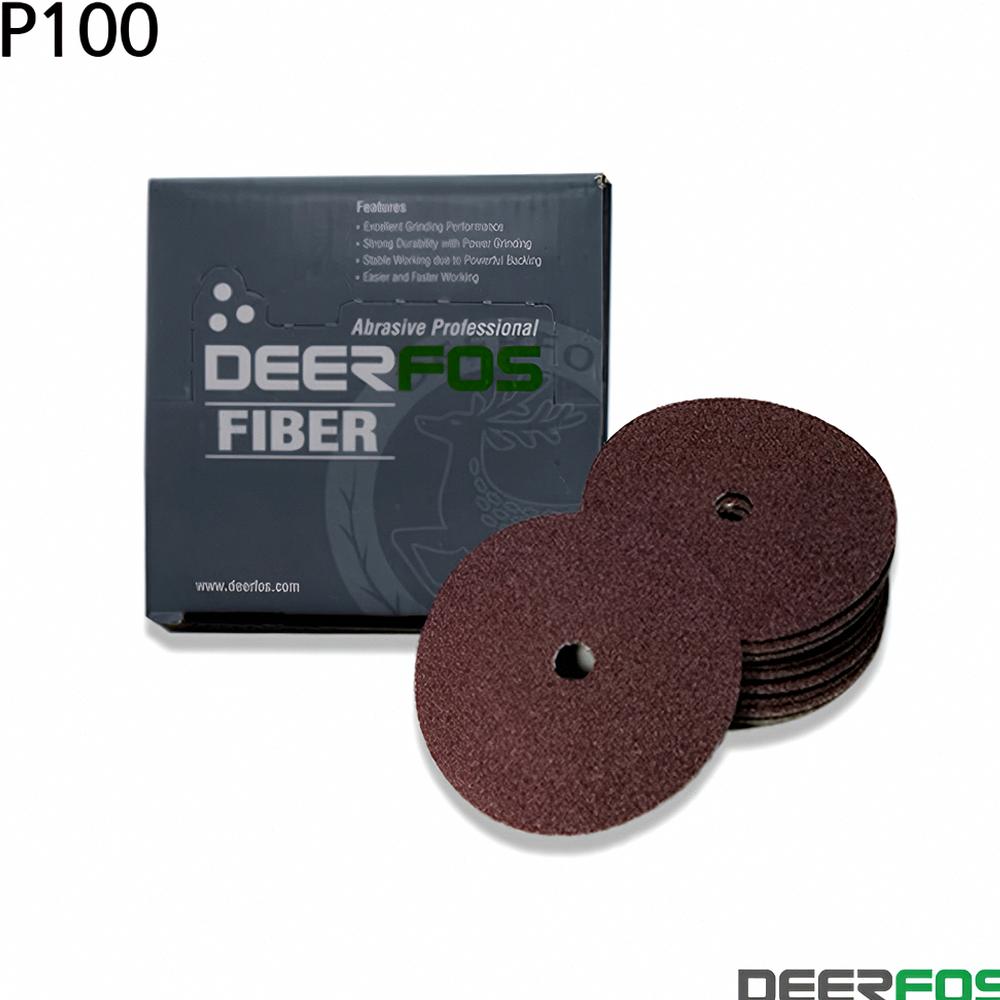 P100
Features
• Excellent Grinding Performance
• Strong Durability with Power Grinding
• Stable Working due to Powerful Backing
• Easier and Faster Working
Abrasive Professional
DEERFOS
FIBER
www.deerfos.com
DEERFOS